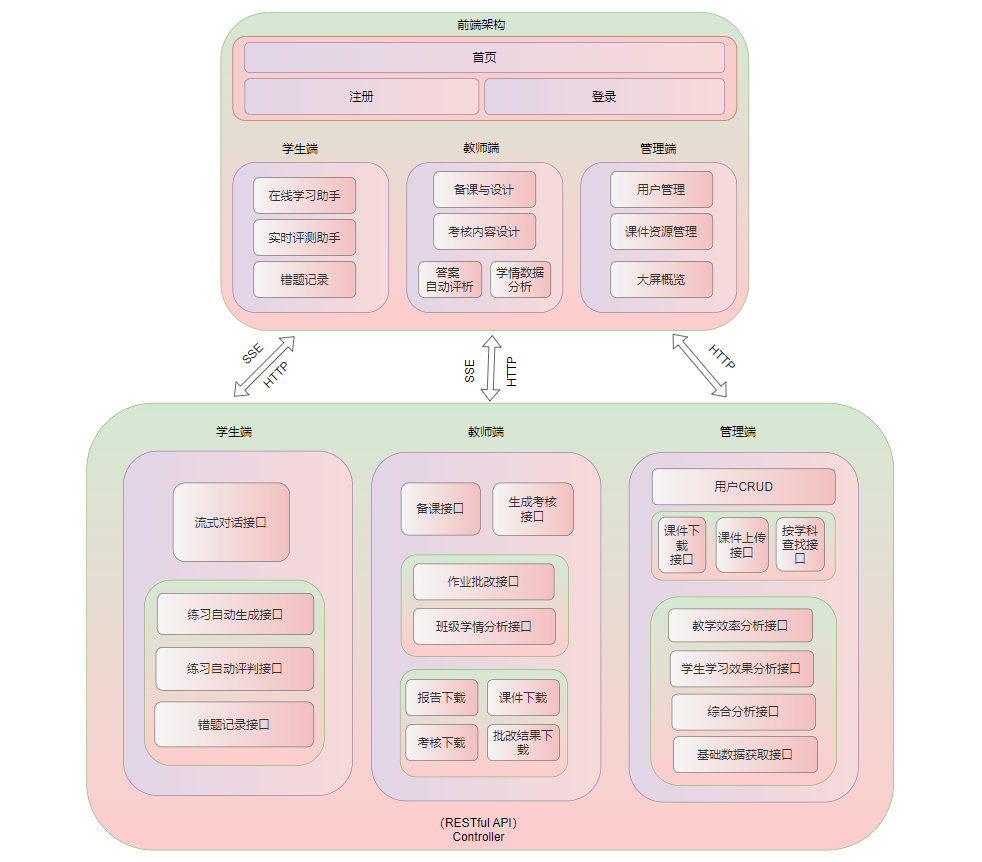 前端架构
首页
注册
登录
学生端
教师端
管理端
在线学习助手
实时评测助手
错题记录
备课与设计
考核内容设计
答案
自动评析
学情数据
分析
用户管理
课件资源管理
大屏概览
SSE
HTTP
SSE
HTTP
HTTP
学生端
教师端
管理端
流式对话接口
练习自动生成接口
练习自动评判接口
错题记录接口
备课接口
生成考核
接口
作业批改接口
班级学情分析接口
报告下载
课件下载
考核下载
批改结果下
载
用户CRUD
课件下
载
接口
课件上传
接口
按学科
查找接
口
教学效率分析接口
学生学习效果分析接口
综合分析接口
基础数据获取接口
（RESTful API）
Controller